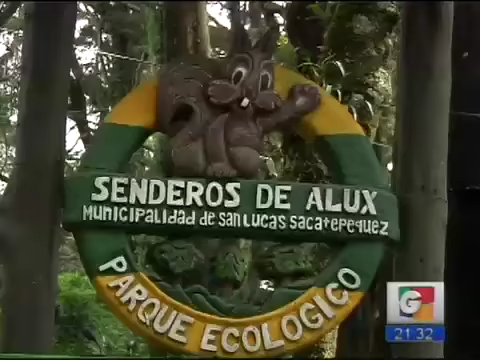 SENDEROS DE ALUX
Municipalidad de San Lucas Sacatepequez
PARQUE ECOLOGICO
G
21:32